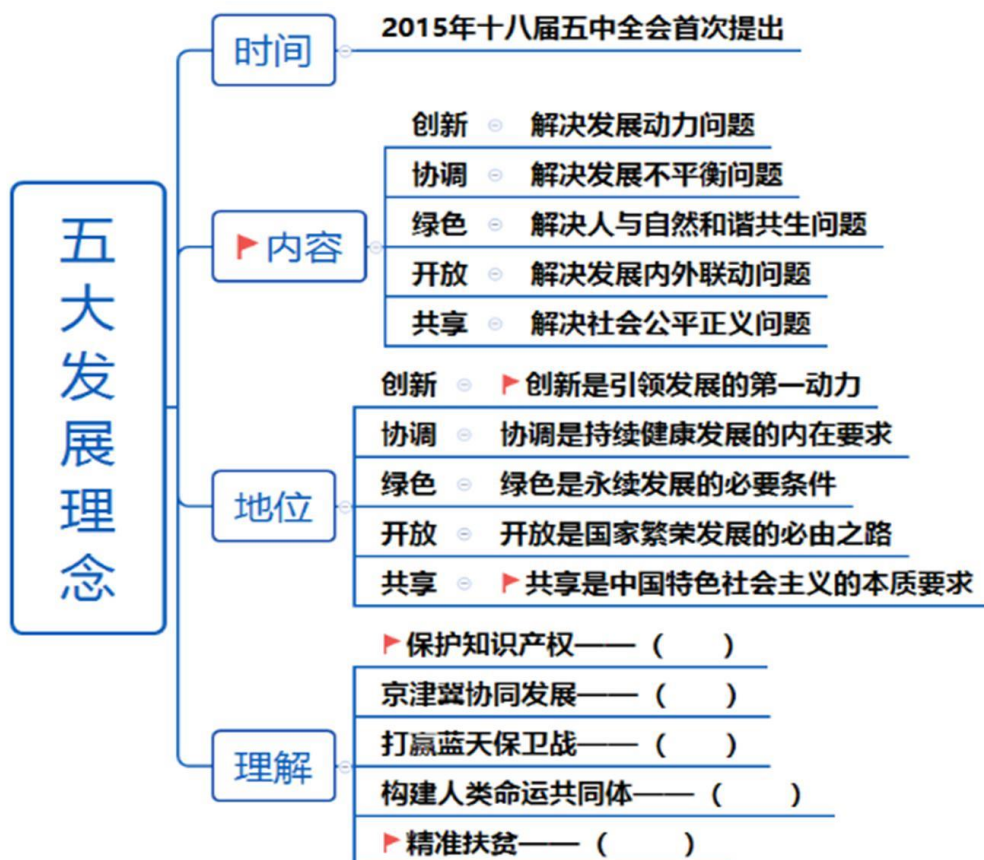 五大发展理念
时间
2015年十八届五中全会首次提出
内容
创新 解决发展动力问题
协调 解决发展不平衡问题
绿色 解决人与自然和谐共生问题
开放 解决发展内外联动问题
共享 解决社会公平正义问题
地位
创新 创新是引领发展的第一动力
协调 协调是持续健康发展的内在要求
绿色 绿色是永续发展的必要条件
开放 开放是国家繁荣发展的必由之路
共享 共享是中国特色社会主义的本质要求
理解
保护知识产权——（　　）
京津冀协同发展——（　　）
打赢蓝天保卫战——（　　）
构建人类命运共同体——（　　）
精准扶贫——（　　）